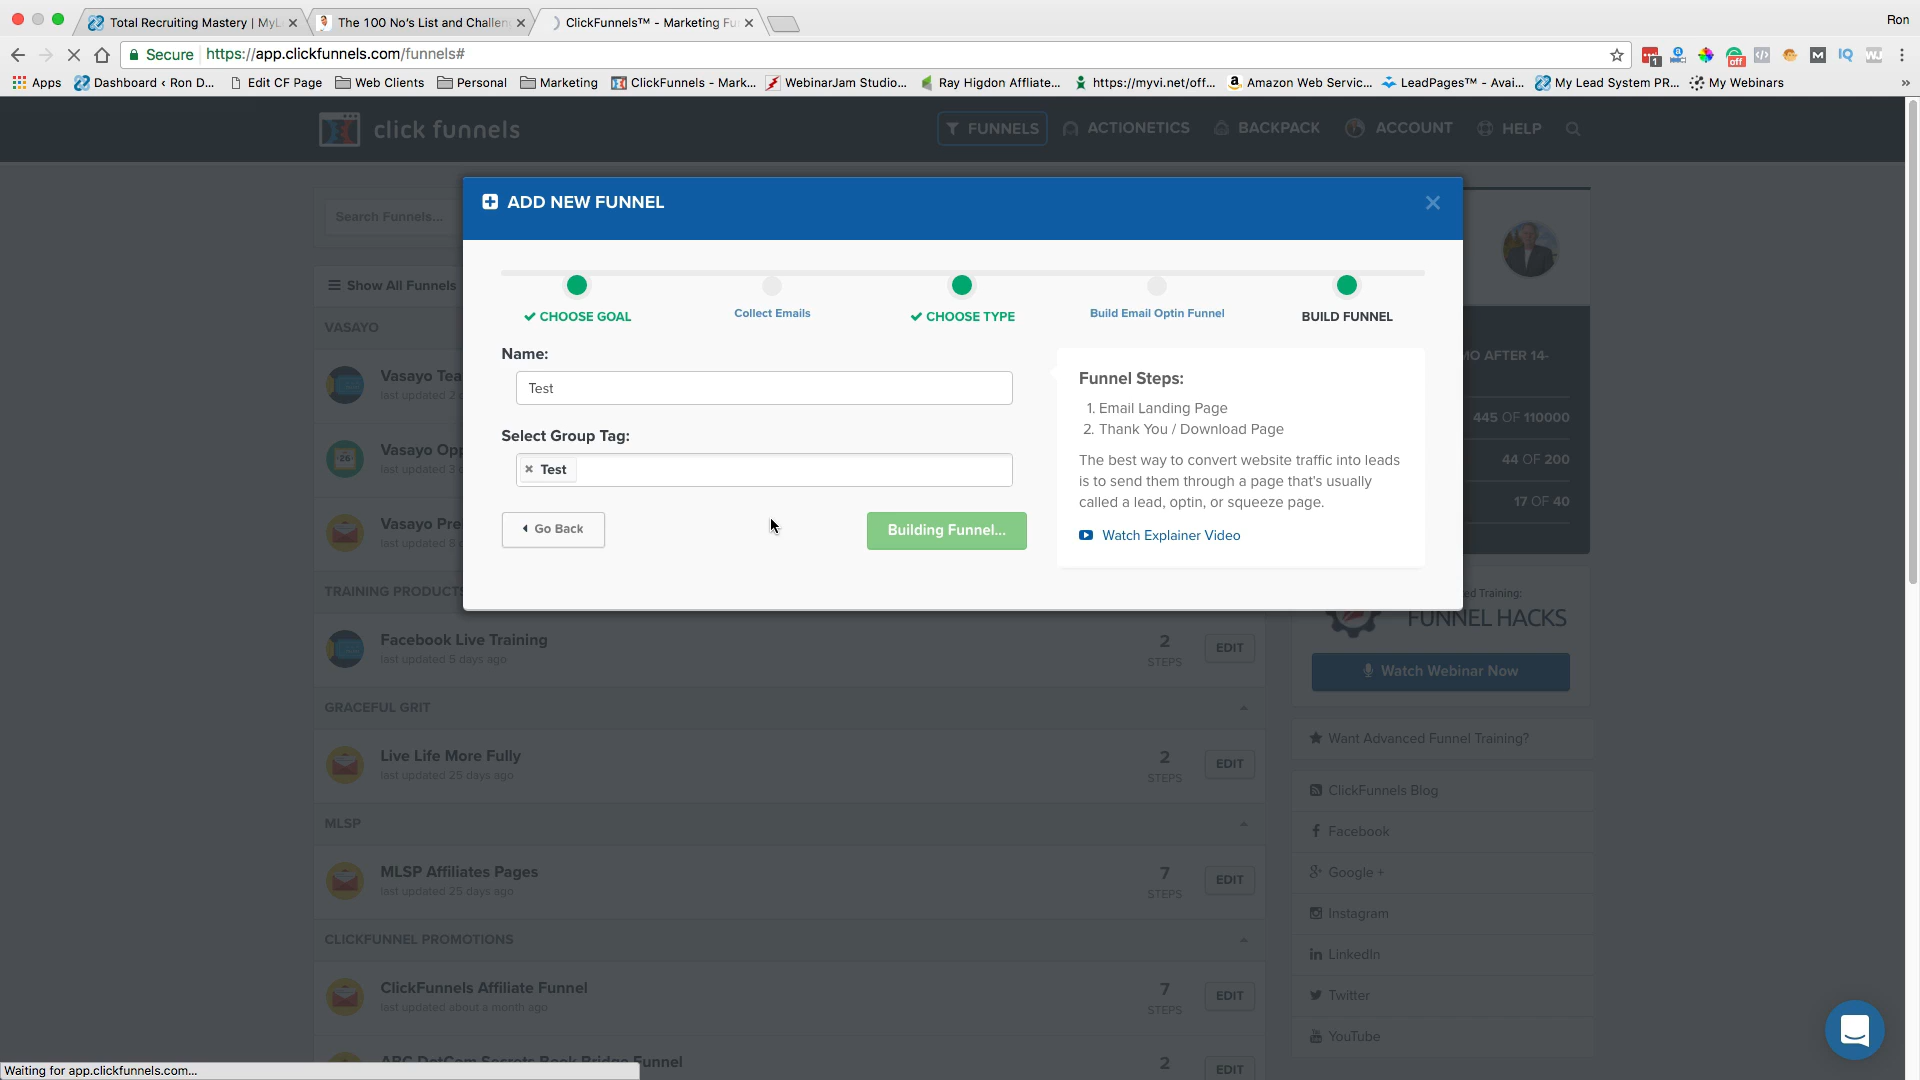 Total Recruiting Mastery | MyL
The 100 No's List and Challen
ClickFunnels™ - Marketing Fu
Ron
Secure
https://app.clickfunnels.com/funnels#
Apps
Dashboard ‹ Ron D...
Edit CF Page
Web Clients
Personal
Marketing
ClickFunnels - Mark...
WebinarJam Studio...
Ray Higdon Affliate...
https://myvi.net/off...
Amazon Web Servic...
LeadPages™ - Avai...
My Lead System PR...
My Webinars
»
click funnels
FUNNELS
ACTIONETICS
BACKPACK
ACCOUNT
HELP
Search Funnels...
ADD NEW FUNNEL
Show All Funnels
CHOOSE GOAL
Collect Emails
CHOOSE TYPE
Build Email Optin Funnel
BUILD FUNNEL
VASAYO
Name:
Test
Select Group Tag:
Test
Go Back
Building Funnel...
Funnel Steps:
1. Email Landing Page
2. Thank You / Download Page
The best way to convert website traffic into leads
is to send them through a page that's usually
called a lead, optin, or squeeze page.
Watch Explainer Video
MO AFTER 14-
445 OF 110000
44 OF 200
17 OF 40
Vasayo Tea
last updated 2
Vasayo Opp
last updated 3
Vasayo Pre
last updated 8
TRAINING PRODUCTS
Facebook Live Training
last updated 5 days ago
2
STEPS
EDIT
GRACEFUL GRIT
Live Life More Fully
last updated 25 days ago
2
STEPS
EDIT
MLSP
MLSP Affiliates Pages
last updated 25 days ago
7
STEPS
EDIT
CLICKFUNNEL PROMOTIONS
ClickFunnels Affiliate Funnel
last updated about a month ago
7
STEPS
EDIT
ABC DotCom Secrets Book Bridge Funnel
2
EDIT
ed Training:
FUNNEL HACKS
Watch Webinar Now
Want Advanced Funnel Training?
ClickFunnels Blog
Facebook
Google +
Instagram
LinkedIn
Twitter
YouTube
Waiting for app.clickfunnels.com...